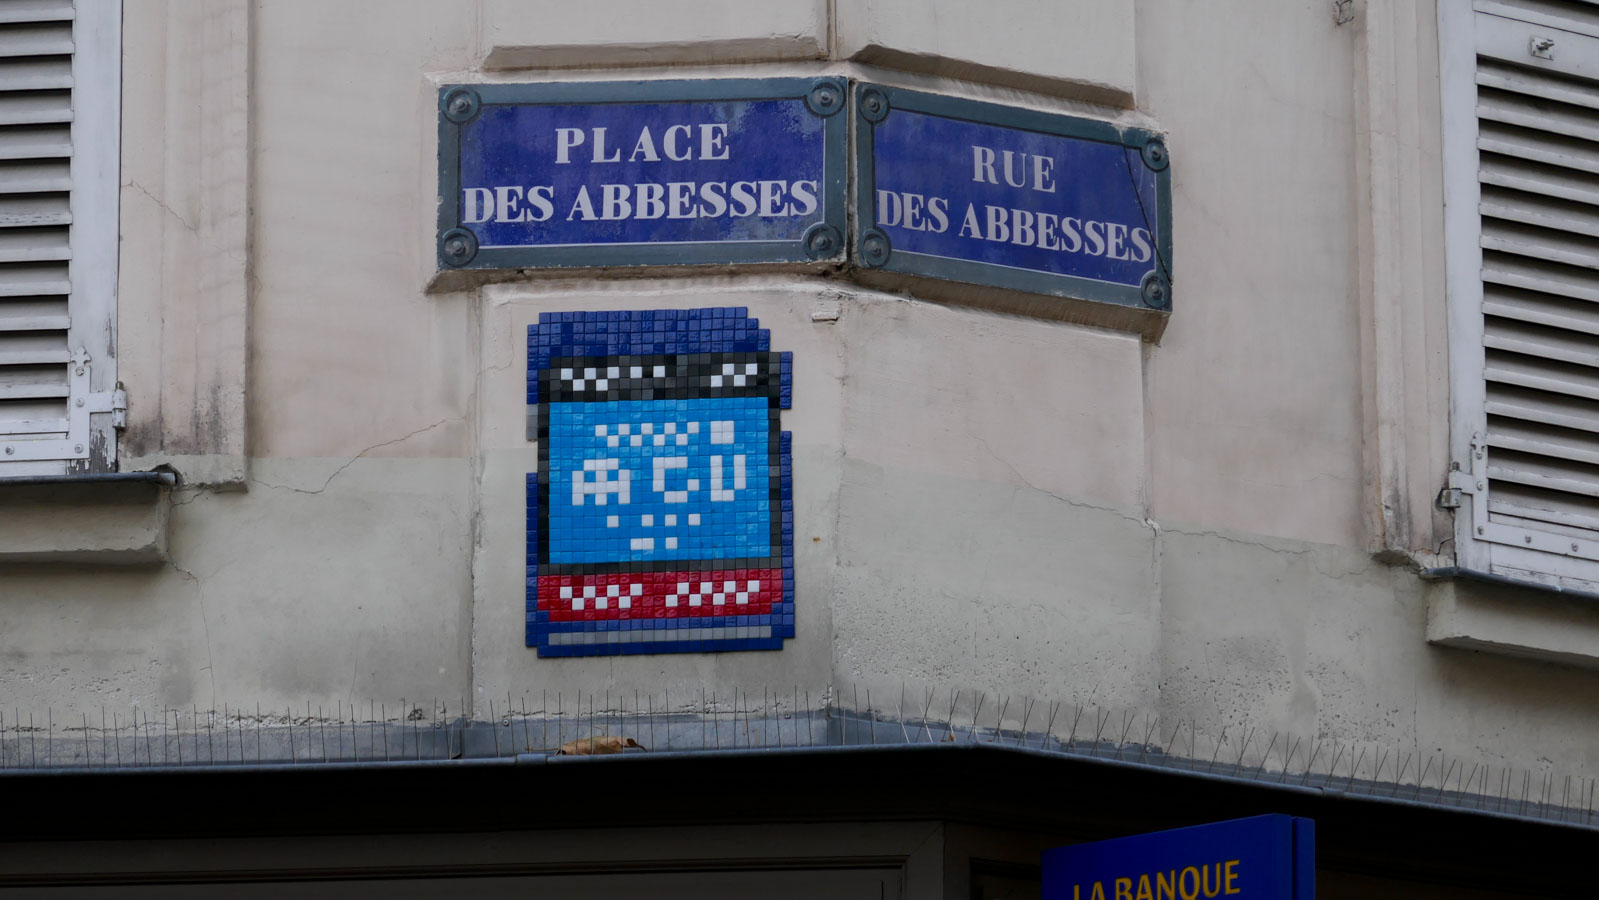 PLACE
DES ABBESSES
RUE
DES ABBESSES
LA BANQUE